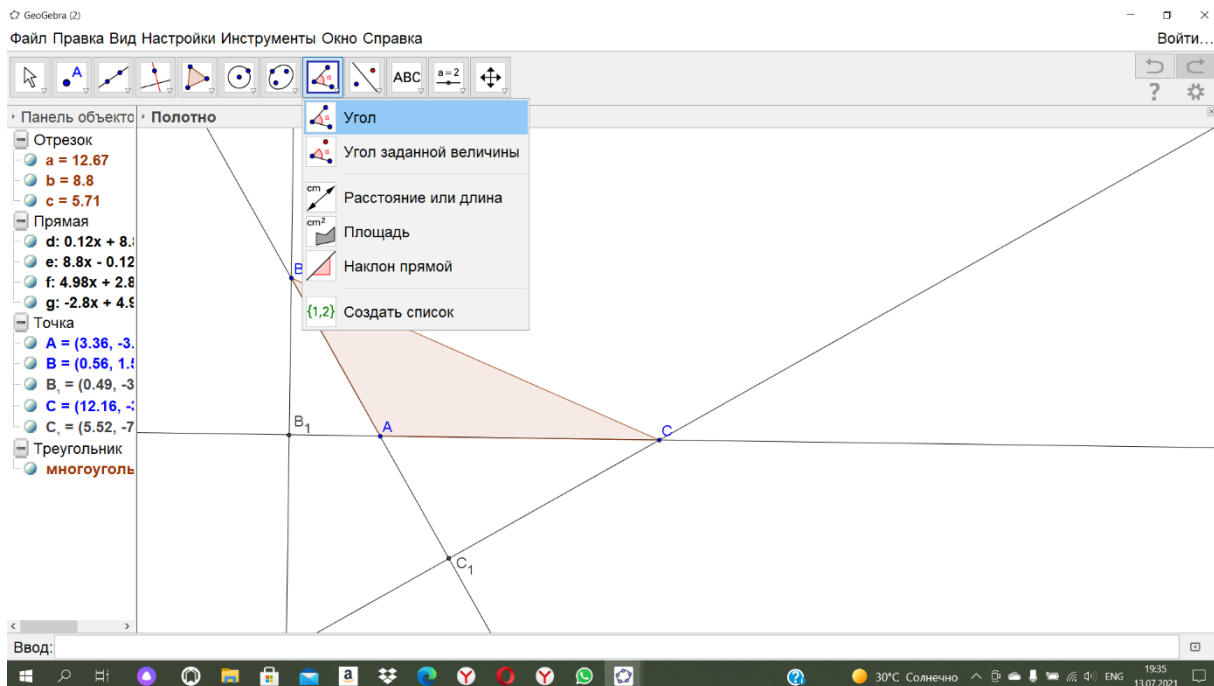 GeoGebra (2)
Файл Правка Вид Настройки Инструменты Окно Справка
Войти...
A
α
ABC
a=2
?
Панель объекто
Полотно
Отрезок
a = 12.67
b = 8.8
c = 5.71
Прямая
d: 0.12x + 8.
e: 8.8x - 0.12
f: 4.98x + 2.8
g: -2.8x + 4.9
Точка
A = (3.36, -3.
B = (0.56, 1.
B₁ = (0.49, -3
C = (12.16, -
C₁ = (5.52, -7
Треугольник
многоуголь
α Угол
α Угол заданной величины
cm Расстояние или длина
cm² Площадь
Наклон прямой
{1,2} Создать список
B
B₁
A
C
C₁
Ввод:
30°C Солнечно
ENG
19:35
13.07.2021